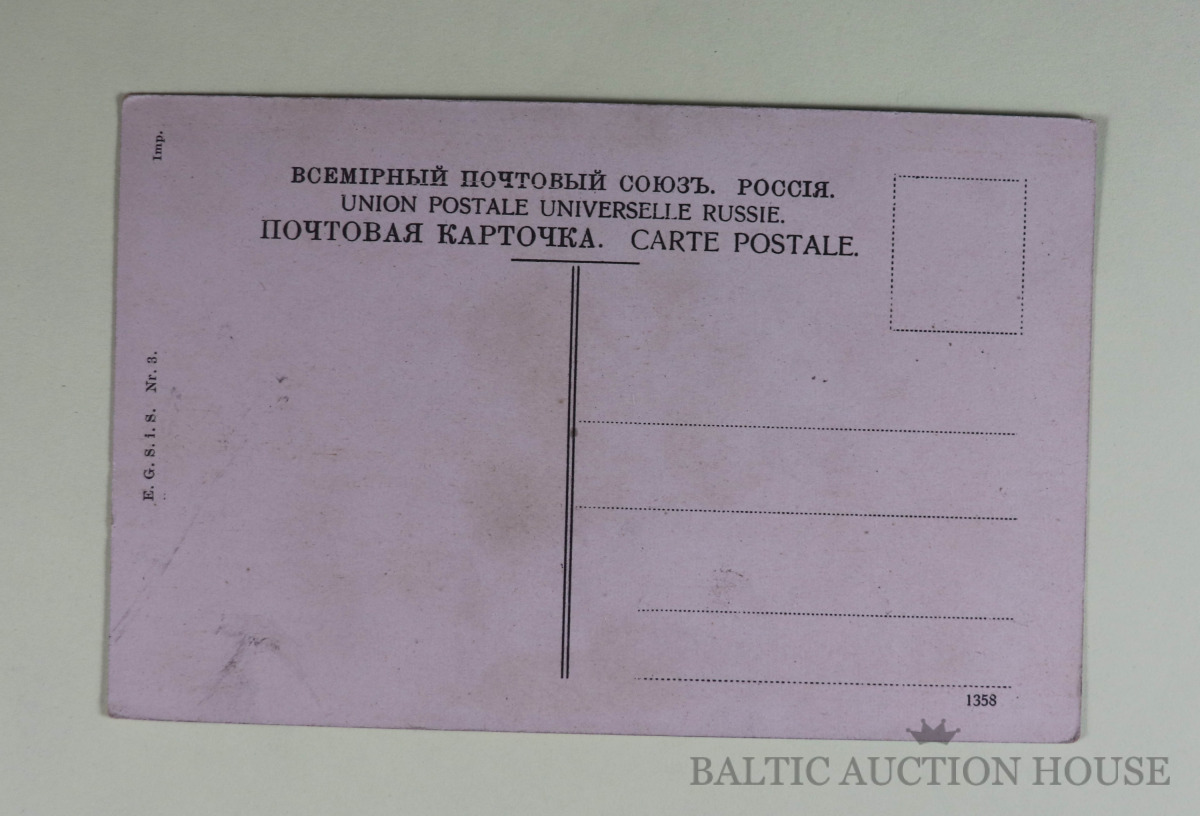 Imp.
ВСЕМІРНЫЙ ПОЧТОВЫЙ СОЮЗЪ. РОССІЯ.
UNION POSTALE UNIVERSELLE RUSSIE.
ПОЧТОВАЯ КАРТОЧКА. CARTE POSTALE.
E. G. S. i. S. Nr. 3.
1358
BALTIC AUCTION HOUSE